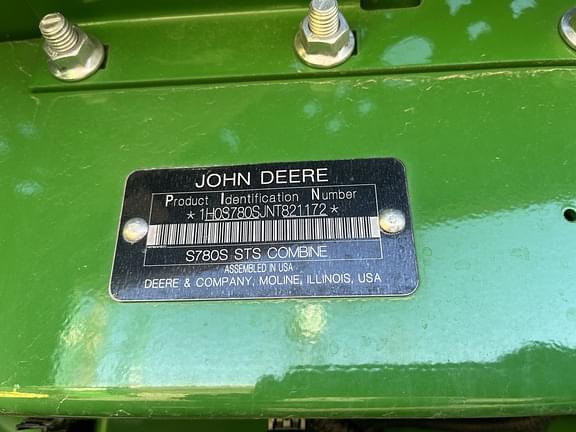 JOHN DEERE
Product Identification Number
*1H0S780SJNT821172*
S780S STS COMBINE
ASSEMBLED IN USA
DEERE & COMPANY, MOLINE, ILLINOIS, USA